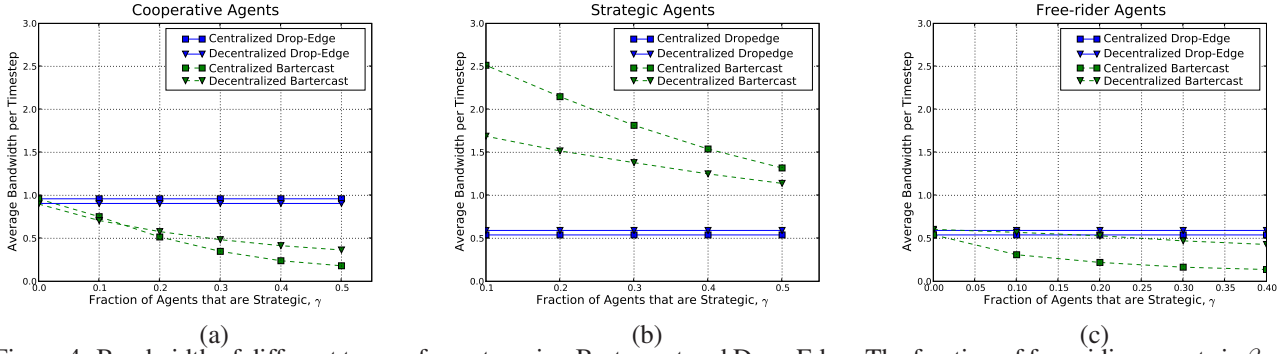 Cooperative Agents
3.0
2.5
2.0
1.5
1.0
0.5
0.0
Average Bandwidth per Timestep
Centralized Drop-Edge
Decentralized Drop-Edge
Centralized Bartercast
Decentralized Bartercast
0.0 0.1 0.2 0.3 0.4 0.5
Fraction of Agents that are Strategic, γ
(a)
Strategic Agents
3.0
2.5
2.0
1.5
1.0
0.5
0.0
Average Bandwidth per Timestep
Centralized Dropedge
Decentralized Dropedge
Centralized Bartercast
Decentralized Bartercast
0.1 0.2 0.3 0.4 0.5
Fraction of Agents that are Strategic, γ
(b)
Free-rider Agents
3.0
2.5
2.0
1.5
1.0
0.5
0.0
Average Bandwidth per Timestep
Centralized Drop-Edge
Decentralized Drop-Edge
Centralized Bartercast
Decentralized Bartercast
0.00 0.05 0.10 0.15 0.20 0.25 0.30 0.35 0.40
Fraction of Agents that are Strategic, γ
(c)